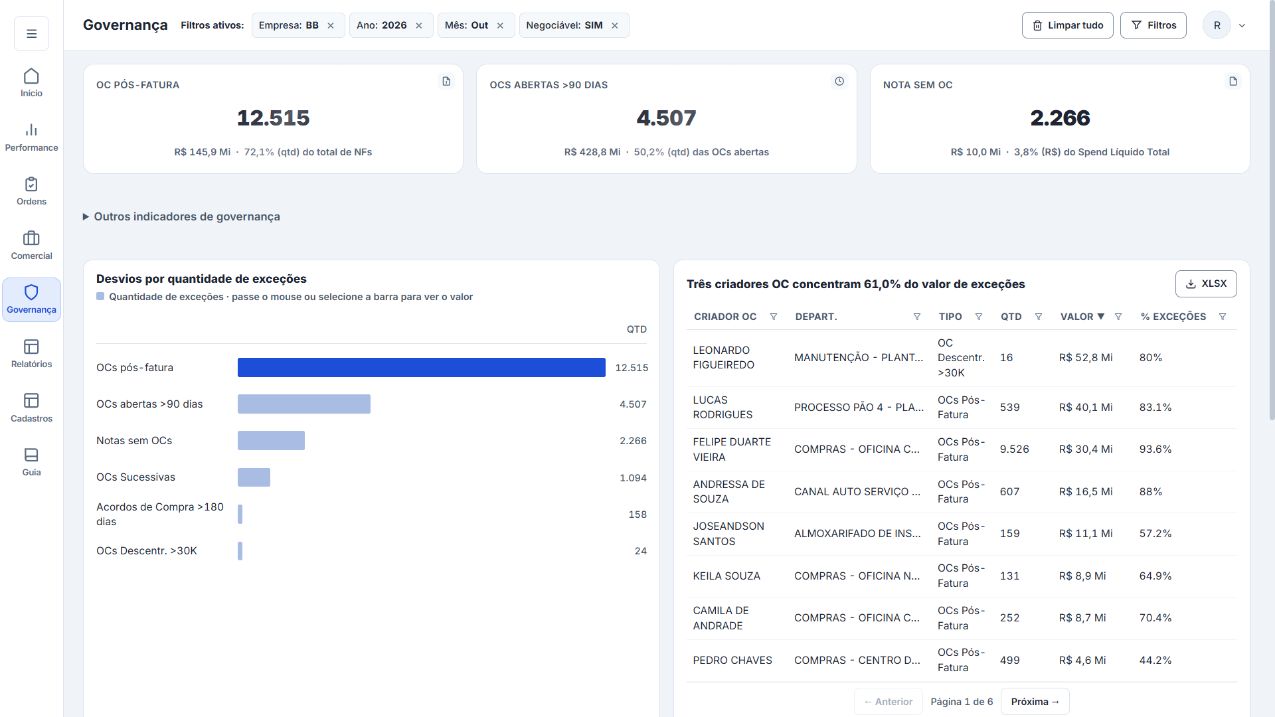 Governança
Filtros ativos:
Empresa: BB ×
Ano: 2026 ×
Mês: Out ×
Negociável: SIM ×
Limpar tudo
Filtros
R
Início
Performance
Ordens
Comercial
Governança
Relatórios
Cadastros
Guia
OC PÓS-FATURA
12.515
R$ 145,9 Mi · 72,1% (qtd) do total de NFs
OCS ABERTAS >90 DIAS
4.507
R$ 428,8 Mi · 50,2% (qtd) das OCs abertas
NOTA SEM OC
2.266
R$ 10,0 Mi · 3,8% (R$) do Spend Líquido Total
▶ Outros indicadores de governança
Desvios por quantidade de exceções
Quantidade de exceções · passe o mouse ou selecione a barra para ver o valor
QTD
OCs pós-fatura 12.515
OCs abertas >90 dias 4.507
Notas sem OCs 2.266
OCs Sucessivas 1.094
Acordos de Compra >180
dias 158
OCs Descentr. >30K 24
Três criadores OC concentram 61,0% do valor de exceções
XLSX
CRIADOR OC DEPART. TIPO QTD VALOR ▼ % EXCEÇÕES
LEONARDO
FIGUEIREDO
MANUTENÇÃO - PLANT...
OC
Descentr.
>30K
16 R$ 52,8 Mi 80%
LUCAS
RODRIGUES
PROCESSO PÃO 4 - PLA...
OCs Pós-
Fatura
539 R$ 40,1 Mi 83.1%
FELIPE DUARTE
VIEIRA
COMPRAS - OFICINA C...
OCs Pós-
Fatura
9.526 R$ 30,4 Mi 93.6%
ANDRESSA DE
SOUZA
CANAL AUTO SERVIÇO ...
OCs Pós-
Fatura
607 R$ 16,5 Mi 88%
JOSEANDSON
SANTOS
ALMOXARIFADO DE INS...
OCs Pós-
Fatura
159 R$ 11,1 Mi 57.2%
KEILA SOUZA
COMPRAS - OFICINA N...
OCs Pós-
Fatura
131 R$ 8,9 Mi 64.9%
CAMILA DE
ANDRADE
COMPRAS - OFICINA C...
OCs Pós-
Fatura
252 R$ 8,7 Mi 70.4%
PEDRO CHAVES
COMPRAS - CENTRO D...
OCs Pós-
Fatura
499 R$ 4,6 Mi 44.2%
← Anterior Página 1 de 6 Próxima →